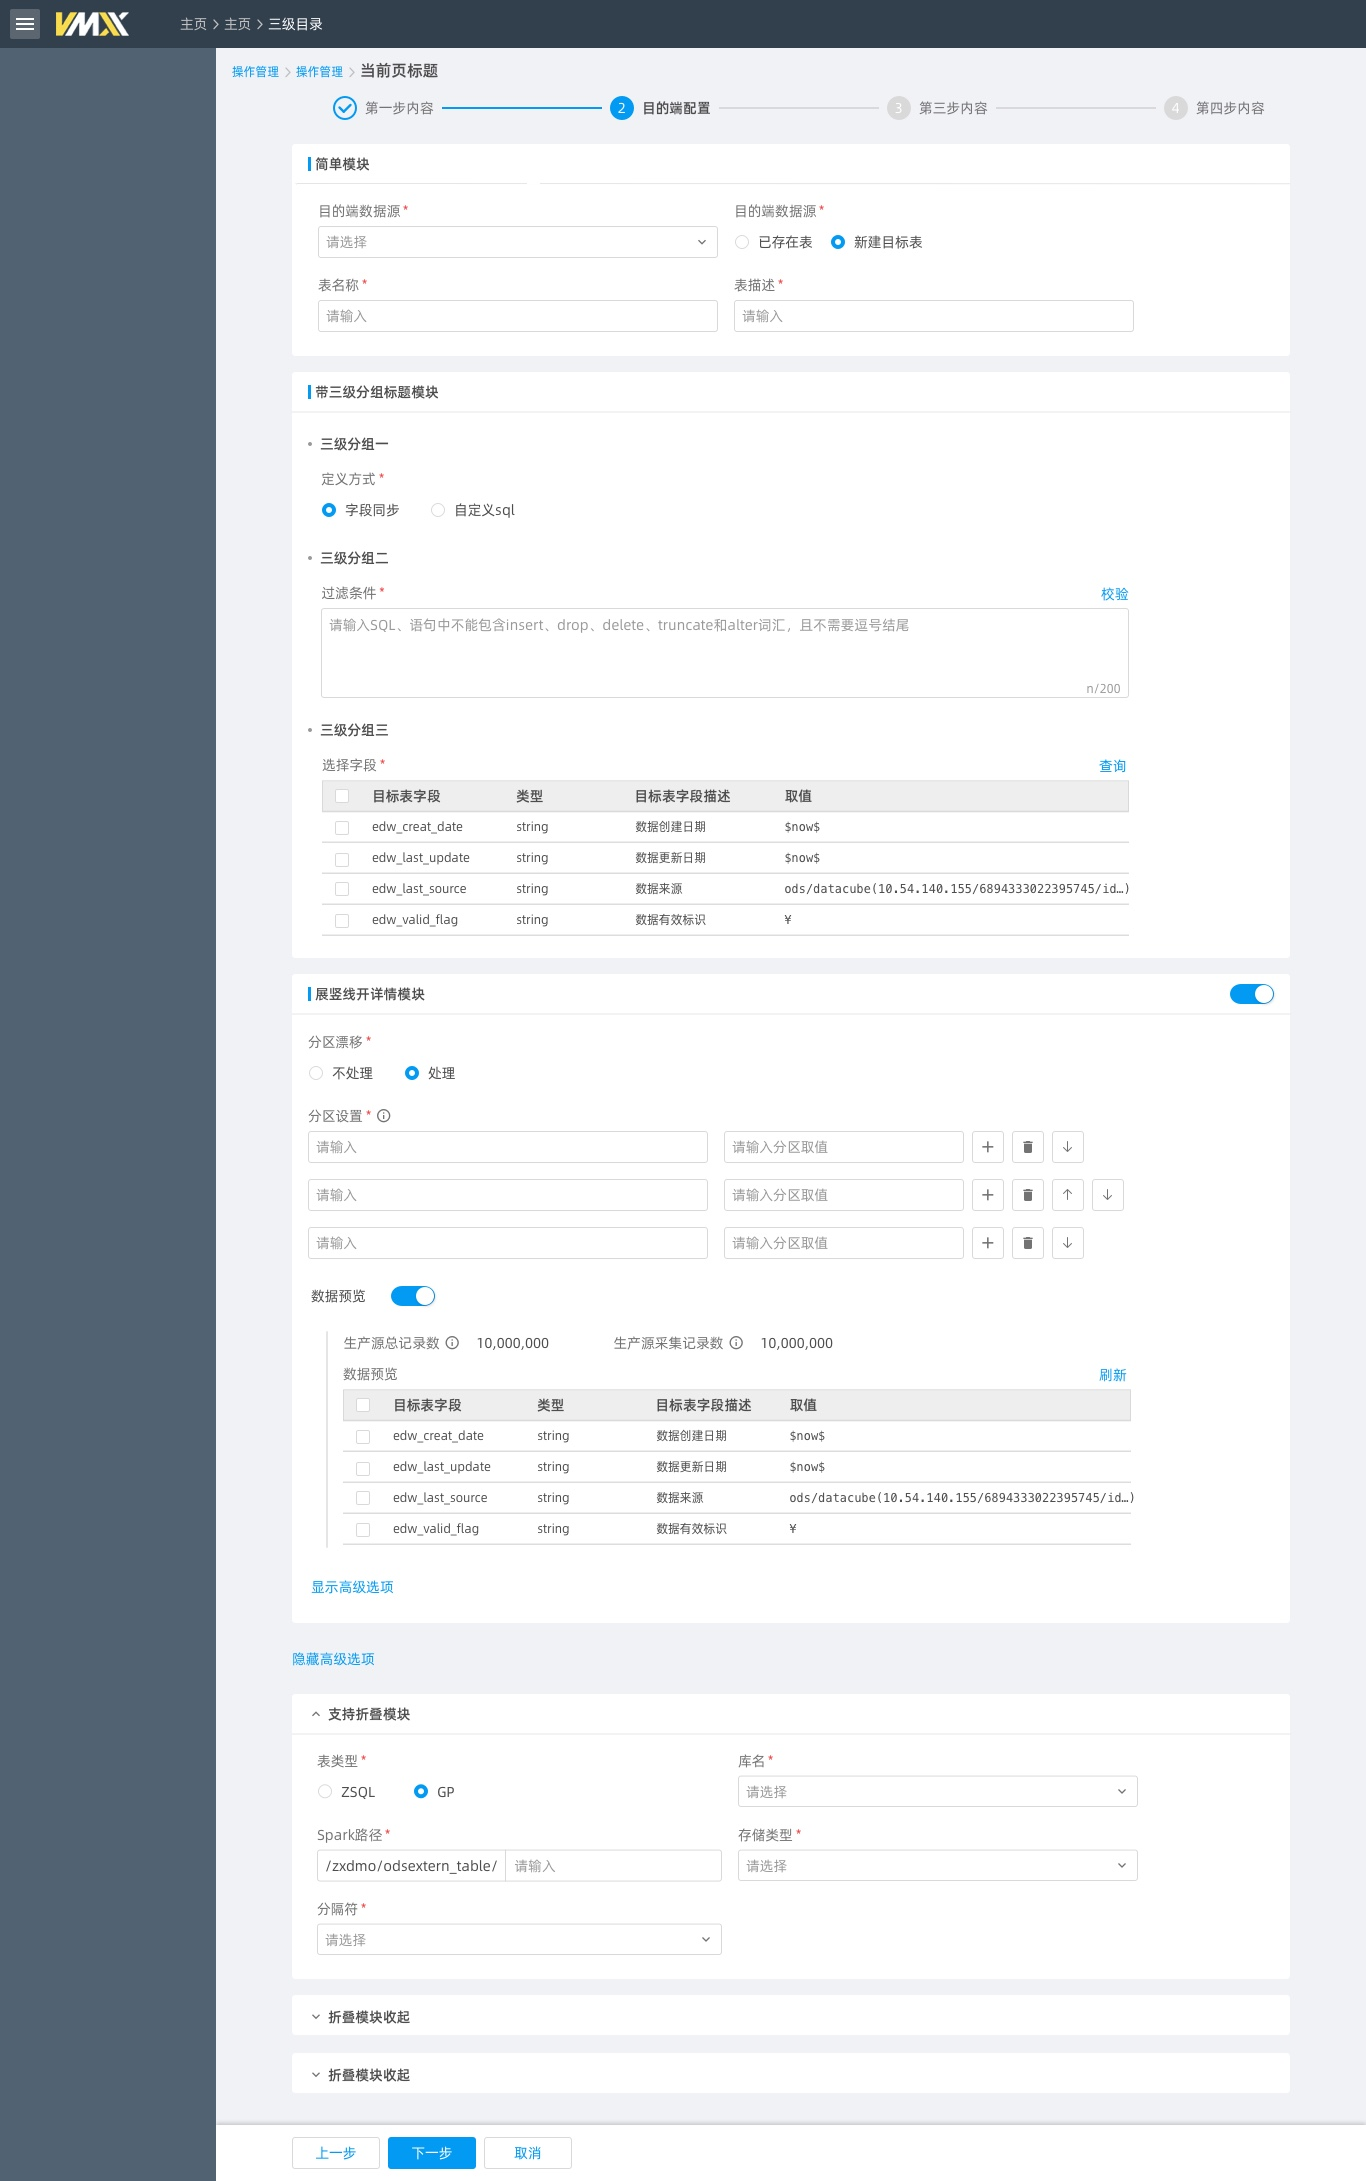 VMX 主页 > 主页 > 三级目录
操作管理 > 操作管理 > 当前页标题
第一步内容 2 目的端配置 3 第三步内容 4 第四步内容
简单模块
目的端数据源* 目的端数据源*
请选择 已存在表 新建目标表
表名称* 表描述*
请输入 请输入
带三级分组标题模块
三级分组一
定义方式*
字段同步 自定义sql
三级分组二
过滤条件* 校验
请输入SQL、语句中不能包含insert、drop、delete、truncate和alter词汇，且不需要逗号结尾
n/200
三级分组三
选择字段* 查询
目标表字段 类型 目标表字段描述 取值
edw_creat_date string 数据创建日期 $now$
edw_last_update string 数据更新日期 $now$
edw_last_source string 数据来源 ods/datacube(10.54.140.155/6894333022395745/id…)
edw_valid_flag string 数据有效标识 ¥
展竖线开详情模块
分区漂移*
不处理 处理
分区设置*
请输入 请输入分区取值
请输入 请输入分区取值
请输入 请输入分区取值
数据预览
生产源总记录数 10,000,000 生产源采集记录数 10,000,000
数据预览 刷新
目标表字段 类型 目标表字段描述 取值
edw_creat_date string 数据创建日期 $now$
edw_last_update string 数据更新日期 $now$
edw_last_source string 数据来源 ods/datacube(10.54.140.155/6894333022395745/id…)
edw_valid_flag string 数据有效标识 ¥
显示高级选项
隐藏高级选项
支持折叠模块
表类型* 库名*
ZSQL GP 请选择
Spark路径* 存储类型*
/zxdmo/odsextern_table/ 请输入 请选择
分隔符*
请选择
折叠模块收起
折叠模块收起
上一步 下一步 取消